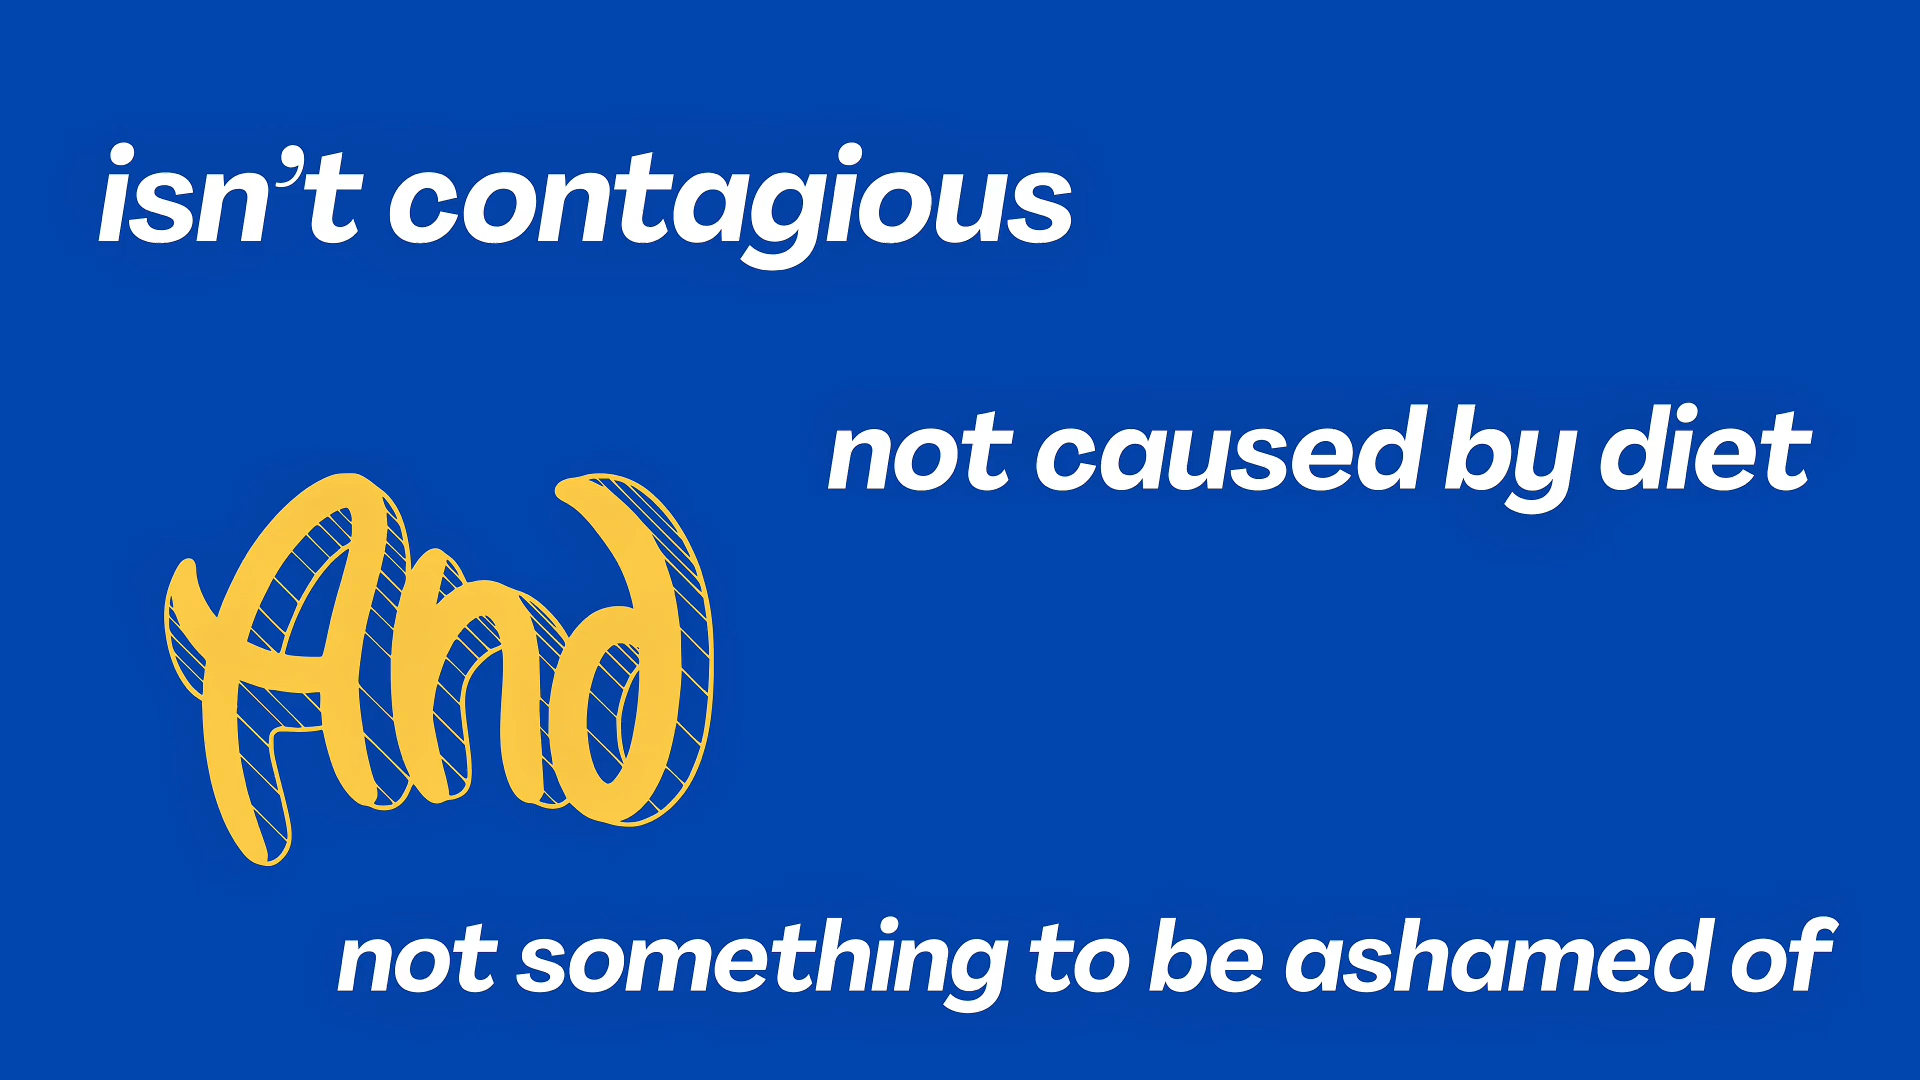 isn’t contagious
not caused by diet
And
not something to be ashamed of